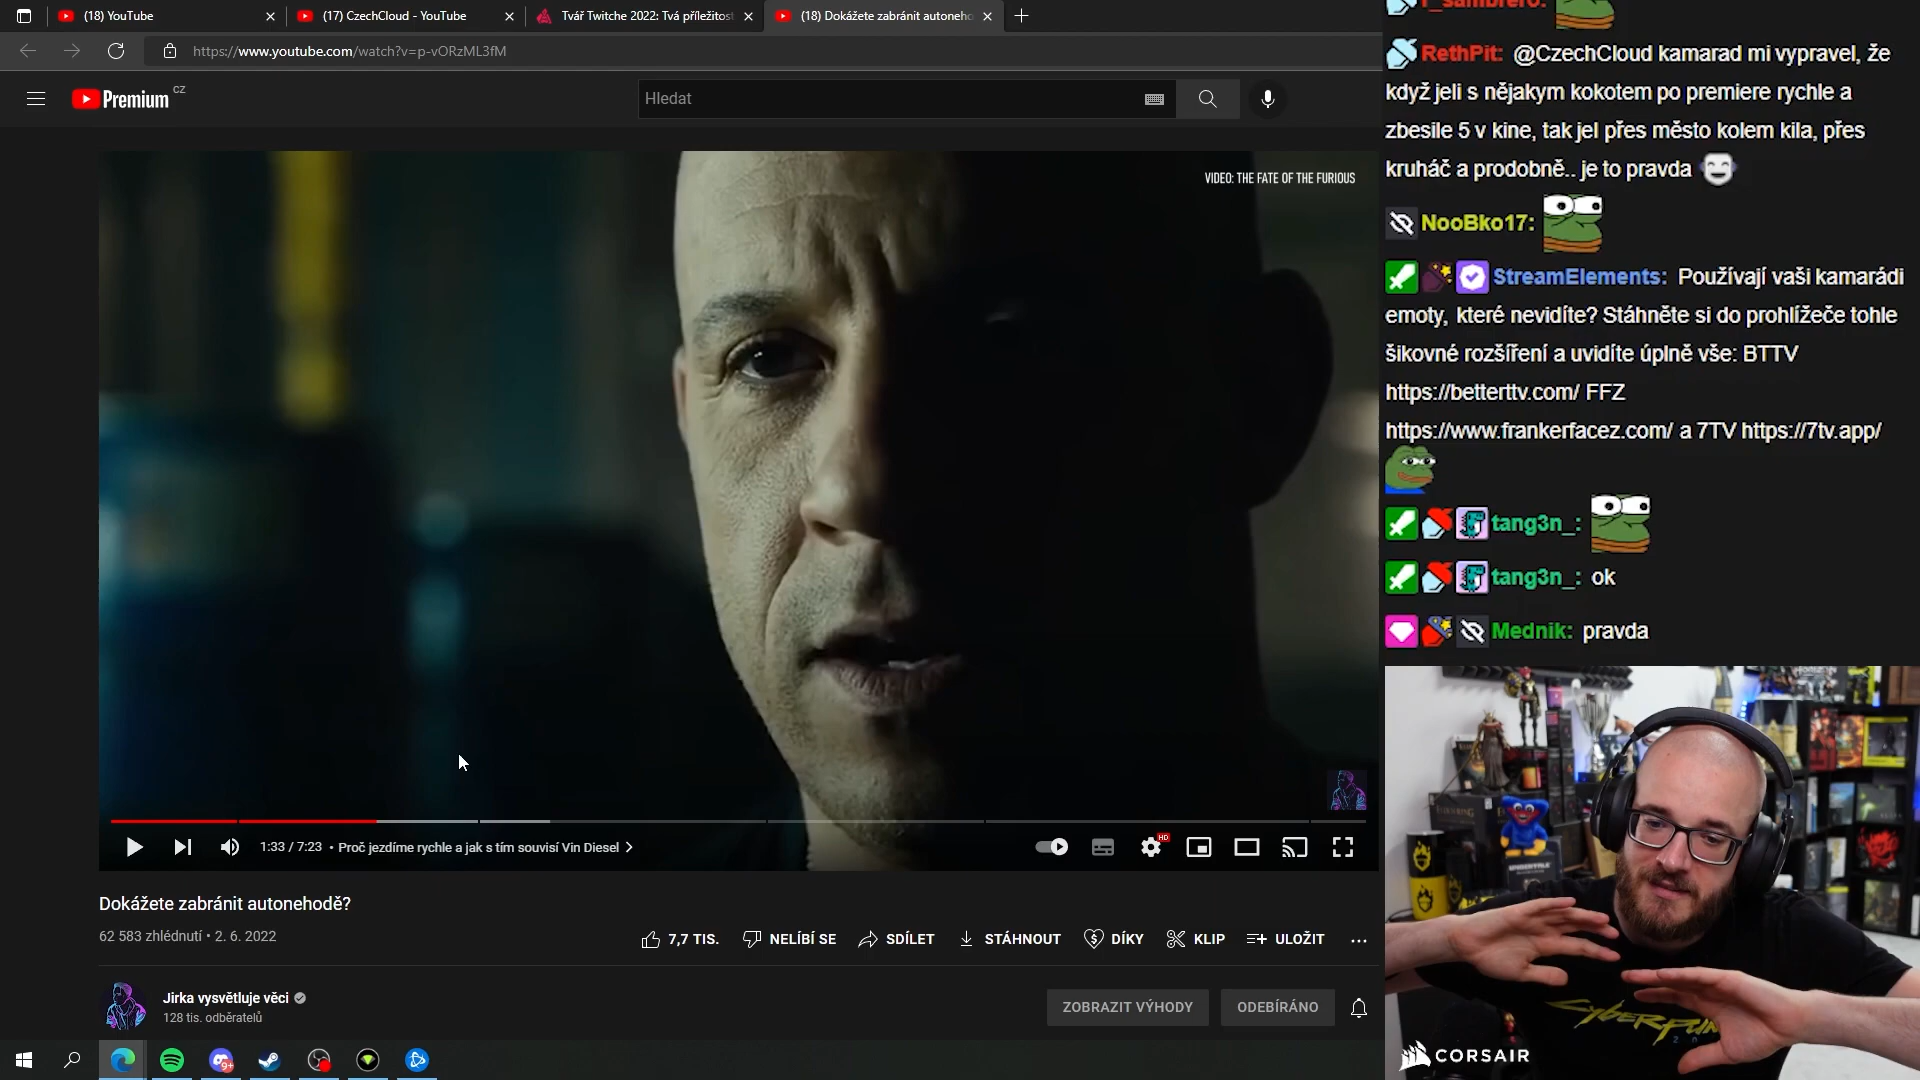 (18) YouTube
(17) CzechCloud - YouTube
Tvář Twitche 2022: Tvá příležitost
(18) Dokážete zabránit autoneho
https://www.youtube.com/watch?v=p-vORzML3fM
Premium CZ
Hledat
VIDEO: THE FATE OF THE FURIOUS
1:33 / 7:23 • Proč jezdíme rychle a jak s tím souvisí Vin Diesel
HD
Dokážete zabránit autonehodě?
62 583 zhlédnutí • 2. 6. 2022
7,7 TIS.
NELÍBÍ SE
SDÍLET
STÁHNOUT
DÍKY
KLIP
ULOŽIT
Jirka vysvětluje věci
128 tis. odběratelů
ZOBRAZIT VÝHODY
ODEBÍRÁNO
9+
r_sambrero:
RethPit: @CzechCloud kamarad mi vypravel, že
když jeli s nějakym kokotem po premiere rychle a
zbesile 5 v kine, tak jel přes město kolem kila, přes
kruháč a prodobně.. je to pravda
NooBko17:
StreamElements: Používají vaši kamarádi
emoty, které nevidíte? Stáhněte si do prohlížeče tohle
šikovné rozšíření a uvidíte úplně vše: BTTV
https://betterttv.com/ FFZ
https://www.frankerfacez.com/ a 7TV https://7tv.app/
tang3n_:
tang3n_: ok
Mednik: pravda
CYBERPUN
CORSAIR